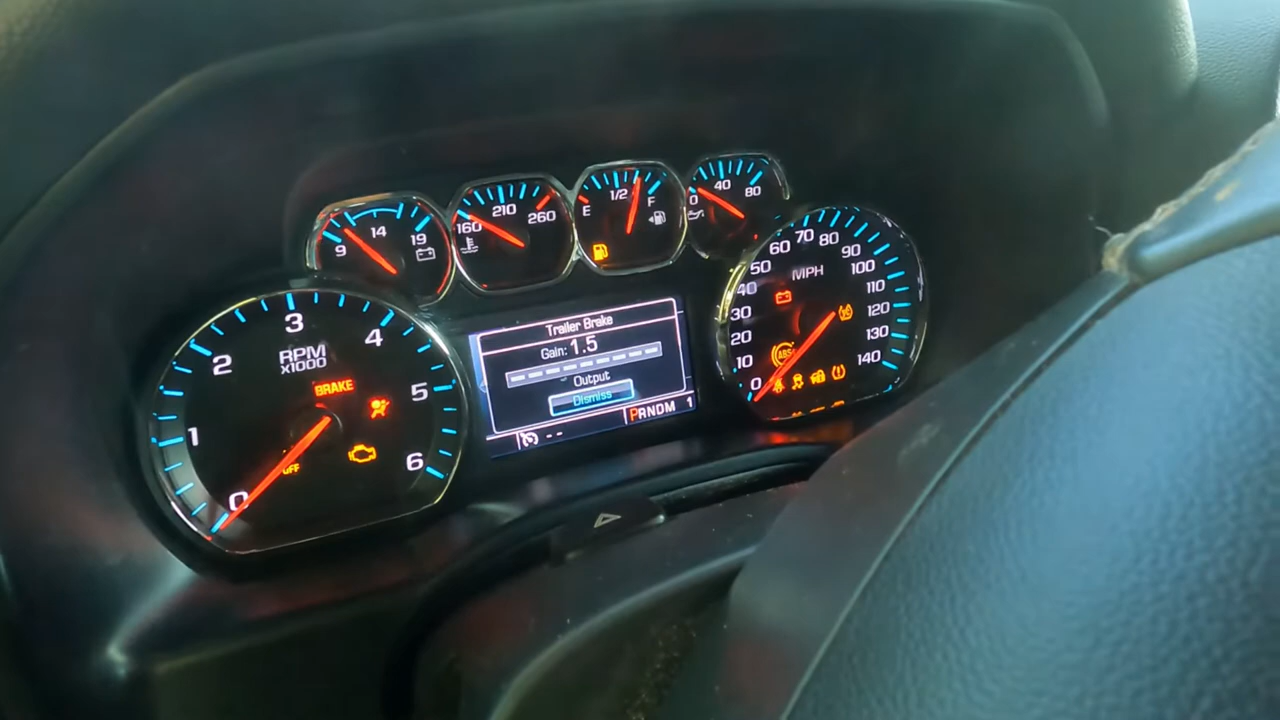 9 14 19
160 210 260
E 1/2 F
0 40 80
0 1 2 3 4 5 6
RPM
X1000
BRAKE
OFF
Trailer Brake
Gain: 1.5
Output
Dismiss
PRNDM 1
--
0 10 20 30 40 50 60 70 80 90 100 110 120 130 140
MPH
ABS